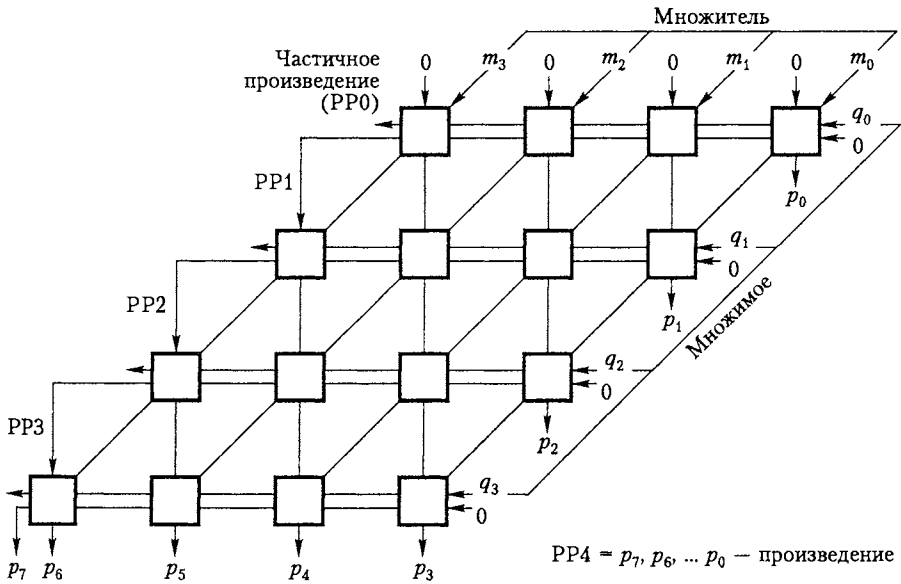 Множитель
Частичное
произведение
(PP0)
0 m₃ 0 m₂ 0 m₁ 0 m₀
q₀
0
PP1
p₀
q₁
0
PP2
p₁
Множимое
q₂
0
PP3
p₂
q₃
0
p₇ p₆ p₅ p₄ p₃
PP4 = p₇, p₆, ... p₀ — произведение